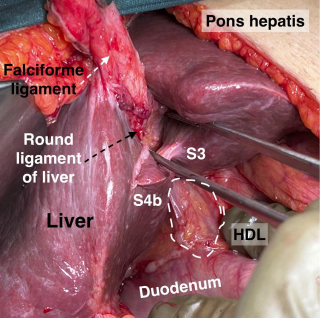 Pons hepatis
Falciforme
ligament
Round
ligament
of liver
S3
S4b
Liver
HDL
Duodenum